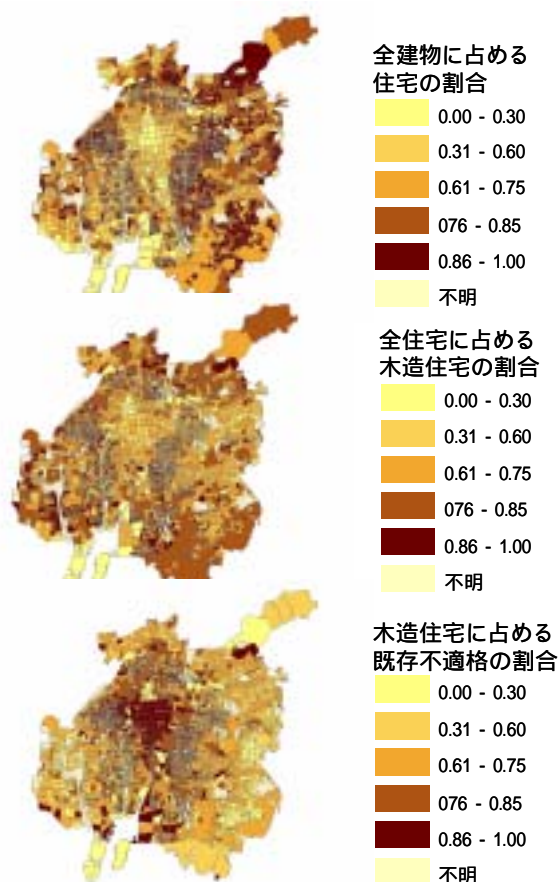 全建物に占める
住宅の割合
0.00 - 0.30
0.31 - 0.60
0.61 - 0.75
076 - 0.85
0.86 - 1.00
不明
全住宅に占める
木造住宅の割合
0.00 - 0.30
0.31 - 0.60
0.61 - 0.75
076 - 0.85
0.86 - 1.00
不明
木造住宅に占める
既存不適格の割合
0.00 - 0.30
0.31 - 0.60
0.61 - 0.75
076 - 0.85
0.86 - 1.00
不明